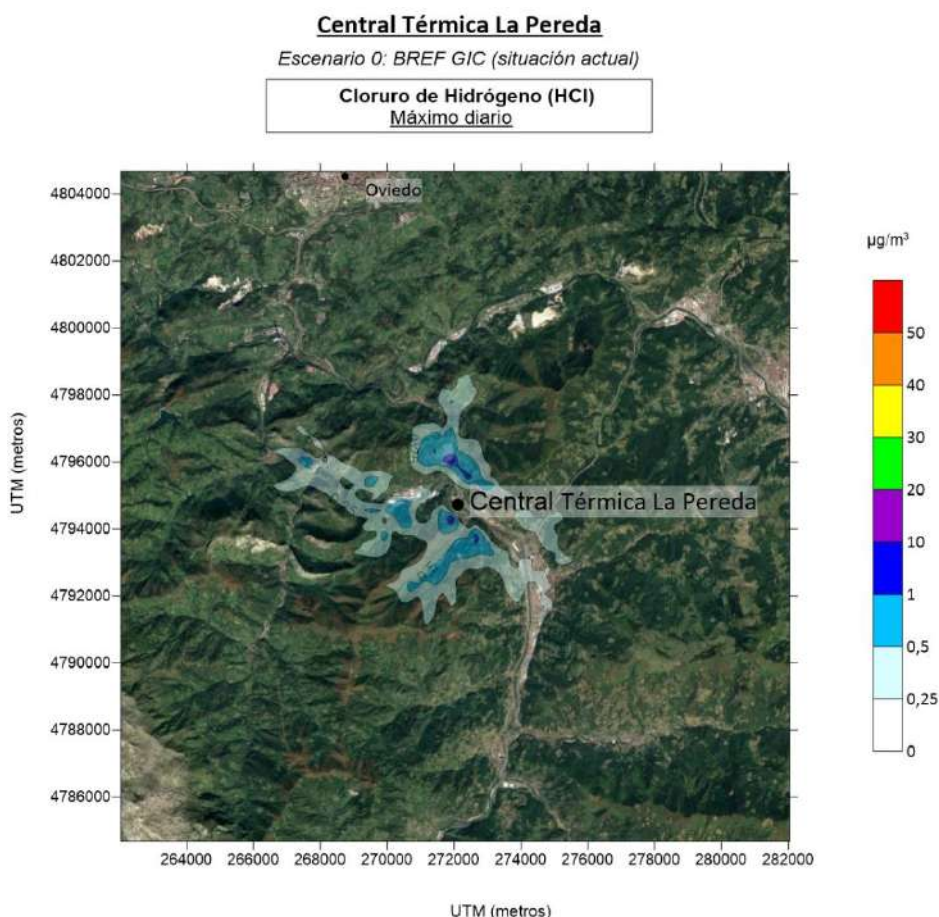 Central Térmica La Pereda
Escenario 0: BREF GIC (situación actual)
Cloruro de Hidrógeno (HCl)
Máximo diario
4804000
4802000
4800000
4798000
4796000
4794000
4792000
4790000
4788000
4786000
UTM (metros)
Oviedo
Central Térmica La Pereda
264000 266000 268000 270000 272000 274000 276000 278000 280000 282000
UTM (metros)
µg/m³
50
40
30
20
10
1
0,5
0,25
0